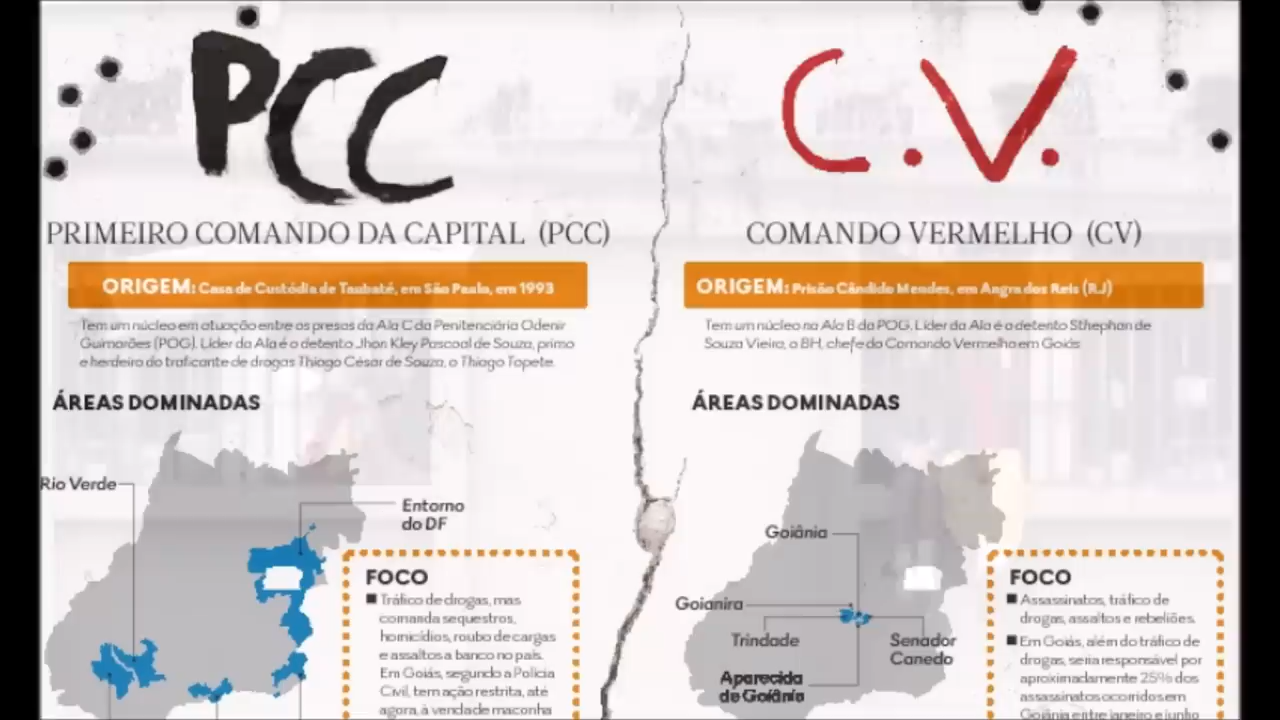 PCC
PRIMEIRO COMANDO DA CAPITAL (PCC)
ORIGEM: Casa de Custódia de Taubaté, em São Paulo, em 1993
Tem um núcleo em atuação entre os presos da Ala C da Penitenciária Odenir
Guimarães (POG). Líder da Ala é o detento Jhon Kley Pascoal de Souza, primo
e herdeiro do traficante de drogas Thiago César de Souza, o Thiago Topete.
ÁREAS DOMINADAS
Rio Verde
Entorno
do DF
FOCO
Tráfico de drogas, mas
comanda sequestros,
homicídios, roubo de cargas
e assaltos a banco no país.
Em Goiás, segundo a Polícia
Civil, tem ação restrita, até
agora, à venda de maconha
C.V.
COMANDO VERMELHO (CV)
ORIGEM: Prisão Cândido Mendes, em Angra dos Reis (RJ)
Tem um núcleo na Ala B da POG. Líder da Ala é o detento Sthephan de
Souza Vieira, o BH, chefe do Comando Vermelho em Goiás
ÁREAS DOMINADAS
Goiânia
Goianira
Trindade
Senador
Canedo
Aparecida
de Goiânia
FOCO
Assassinatos, tráfico de
drogas, assaltos e rebeliões.
Em Goiás, além do tráfico de
drogas, seria responsável por
aproximadamente 25% dos
assassinatos ocorridos em
Goiânia entre janeiro e junho